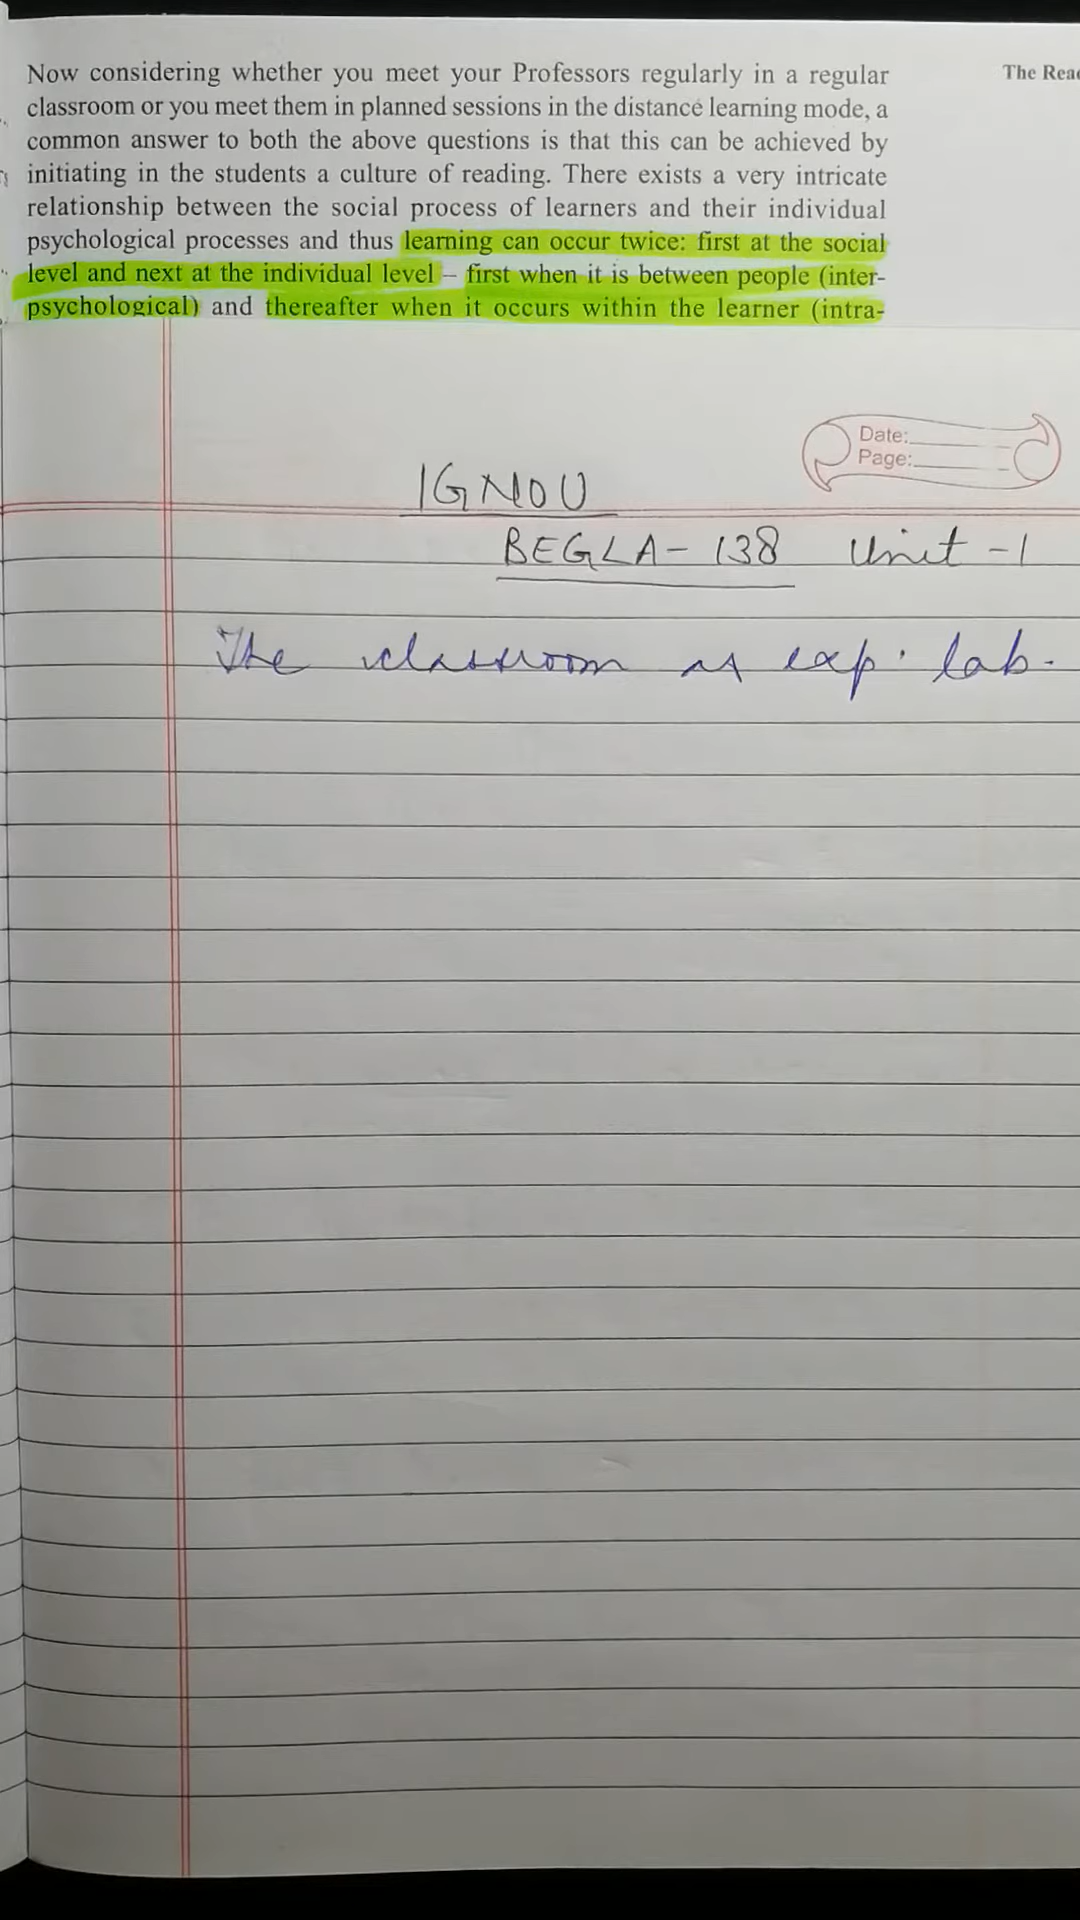 Now considering whether you meet your Professors regularly in a regular
The Rea
classroom or you meet them in planned sessions in the distance learning mode, a
common answer to both the above questions is that this can be achieved by
initiating in the students a culture of reading. There exists a very intricate
relationship between the social process of learners and their individual
psychological processes and thus learning can occur twice: first at the social
level and next at the individual level – first when it is between people (inter-
psychological) and thereafter when it occurs within the learner (intra-
Date:
Page:
IGNOU
BEGLA-138 Unit-1
The classroom as exp. lab.